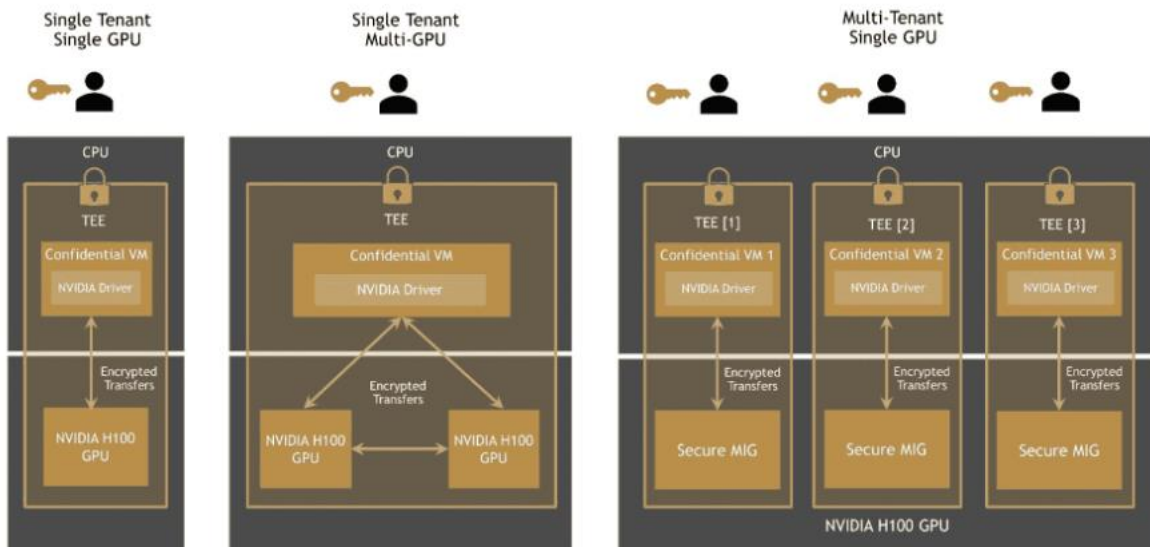 Single Tenant
Single GPU
CPU
TEE
Confidential VM
NVIDIA Driver
Encrypted
Transfers
NVIDIA H100
GPU
Single Tenant
Multi-GPU
CPU
TEE
Confidential VM
NVIDIA Driver
Encrypted
Transfers
NVIDIA H100
GPU
NVIDIA H100
GPU
Multi-Tenant
Single GPU
CPU
TEE [1]
Confidential VM 1
NVIDIA Driver
Encrypted
Transfers
Secure MIG
TEE [2]
Confidential VM 2
NVIDIA Driver
Encrypted
Transfers
Secure MIG
TEE [3]
Confidential VM 3
NVIDIA Driver
Encrypted
Transfers
Secure MIG
NVIDIA H100 GPU